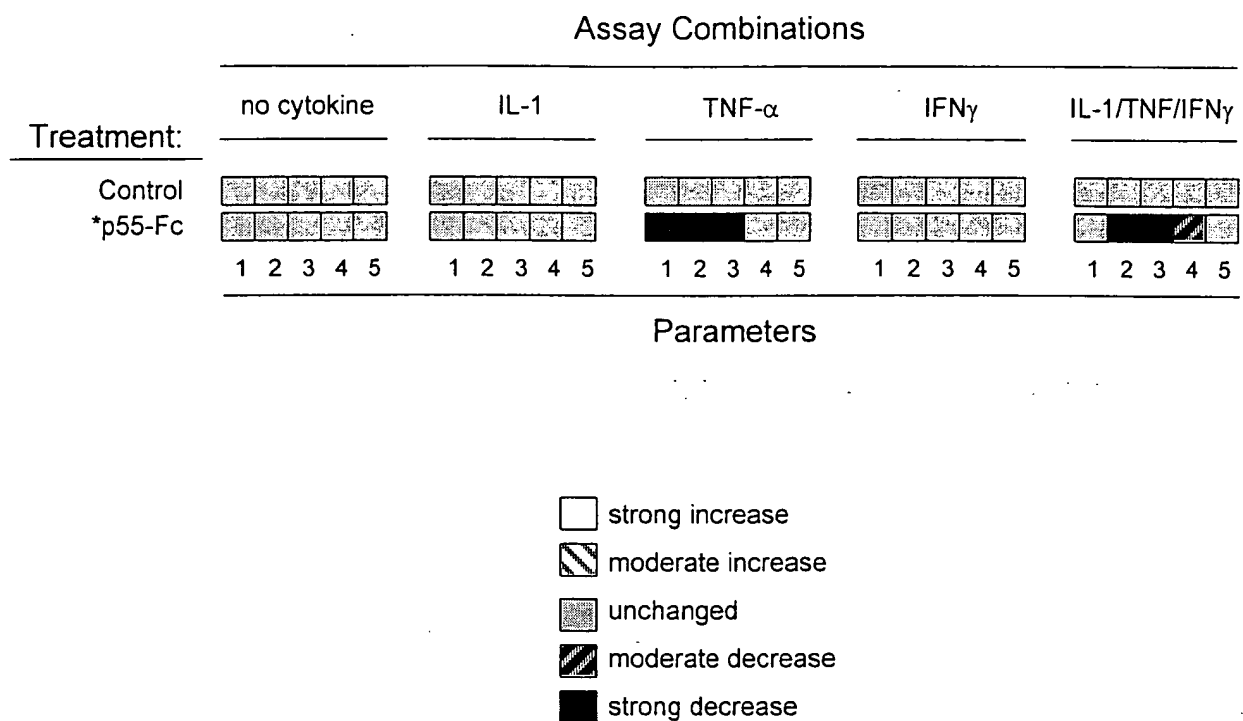 Assay Combinations
no cytokine IL-1 TNF-α IFNγ IL-1/TNF/IFNγ
Treatment:
Control
*p55-Fc
1 2 3 4 5 1 2 3 4 5 1 2 3 4 5 1 2 3 4 5 1 2 3 4 5
Parameters
strong increase
moderate increase
unchanged
moderate decrease
strong decrease